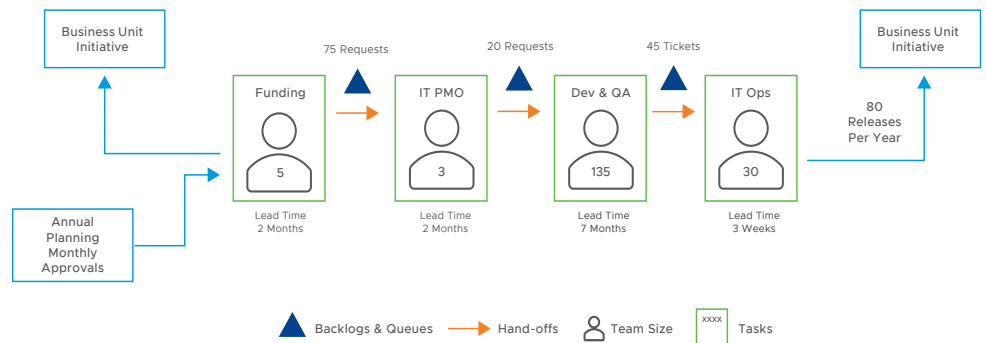 Business Unit
Initiative
75 Requests
20 Requests
45 Tickets
Business Unit
Initiative
Funding
IT PMO
Dev & QA
IT Ops
80
Releases
Per Year
5
3
135
30
Lead Time
2 Months
Lead Time
2 Months
Lead Time
7 Months
Lead Time
3 Weeks
Annual
Planning
Monthly
Approvals
Backlogs & Queues
Hand-offs
Team Size
xxxx
Tasks